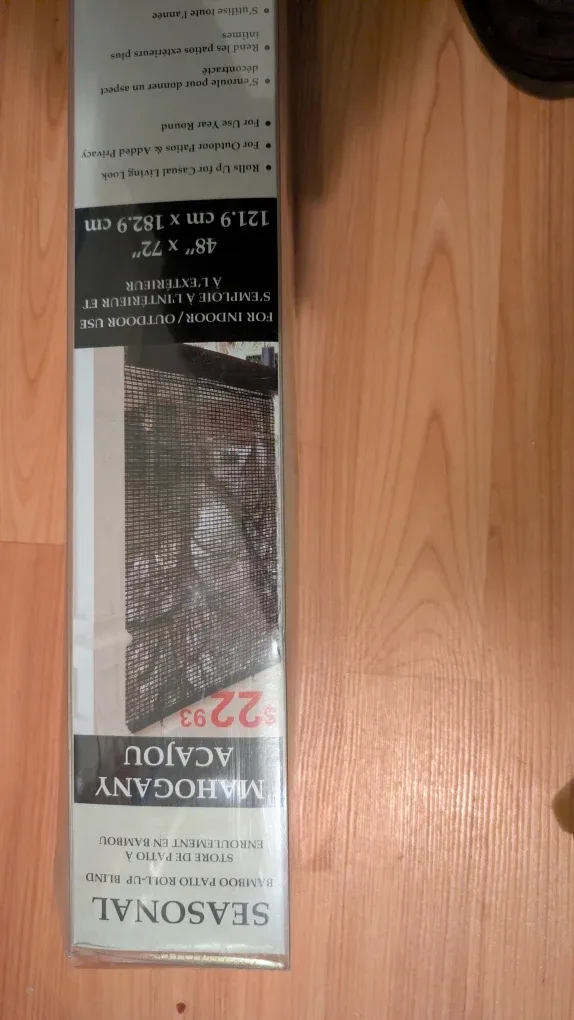 SEASONAL
BAMBOO PATIO ROLL-UP BLIND
STORE DE PATIO À
ENROULEMENT EN BAMBOU
MAHOGANY
ACAJOU
$22 93
FOR INDOOR/OUTDOOR USE
S'EMPLOIE À L'INTÉRIEUR ET
À L'EXTÉRIEUR
48" x 72"
121.9 cm x 182.9 cm
• Rolls Up for Casual Living Look
• For Outdoor Patios & Added Privacy
• For Use Year Round
• S'enroule pour donner un aspect
décontracté
• Rend les patios extérieurs plus
intimes
• S'utilise toute l'année